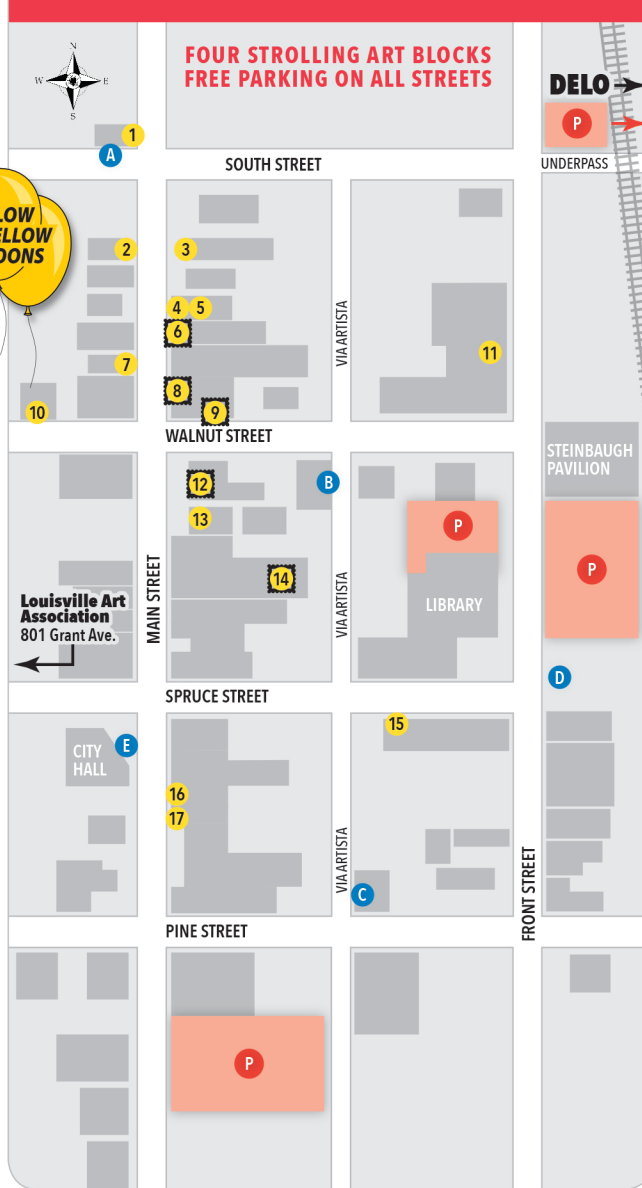 FOUR STROLLING ART BLOCKS
FREE PARKING ON ALL STREETS
N
W
E
S
DELO
P
1
A
SOUTH STREET
UNDERPASS
2
3
4
5
6
7
8
9
10
11
VIA ARTISTA
WALNUT STREET
STEINBAUGH
PAVILION
12
B
13
P
14
P
MAIN STREET
VIA ARTISTA
LIBRARY
Louisville Art
Association
801 Grant Ave.
D
SPRUCE STREET
15
CITY
HALL
E
16
17
VIA ARTISTA
C
FRONT STREET
PINE STREET
P